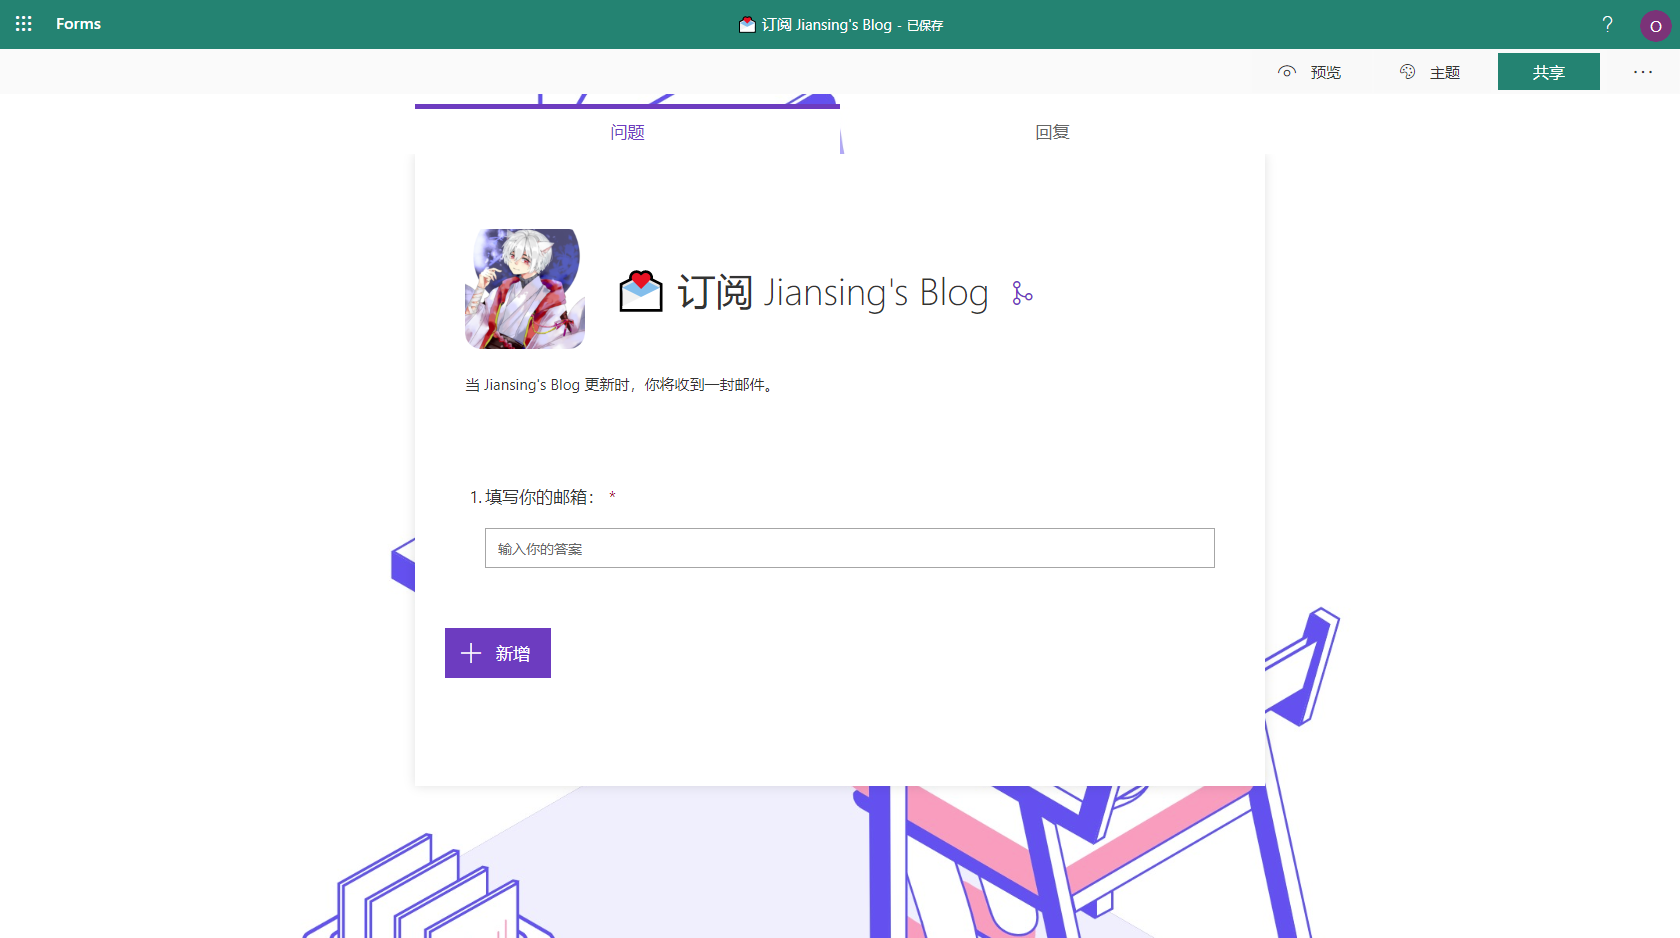 Forms
订阅 Jiansing's Blog - 已保存
?
O
预览
主题
共享
...
问题
回复
订阅 Jiansing's Blog
当 Jiansing's Blog 更新时，你将收到一封邮件。
1. 填写你的邮箱： *
输入你的答案
新增